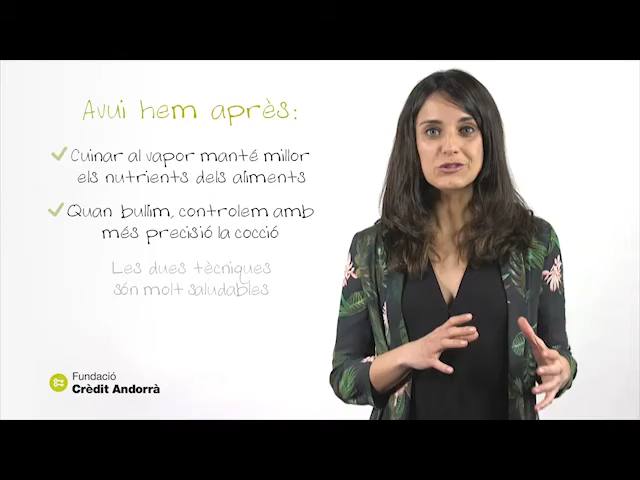 Avui hem après:
Cuinar al vapor manté millor
els nutrients dels aliments
Quan bullim, controlem amb
més precisió la cocció
Les dues tècniques
són molt saludables
Fundació
Crèdit Andorrà